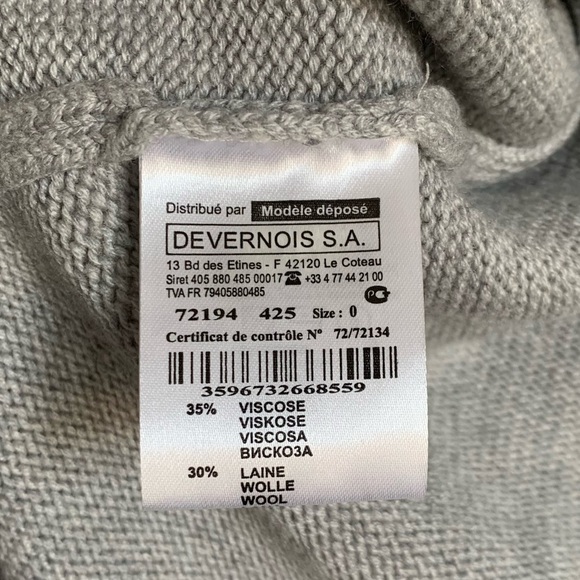 Distribué par Modèle déposé
DEVERNOIS S.A.
13 Bd des Etines - F 42120 Le Coteau
Siret 405 880 485 00017 ☎ +33 4 77 44 21 00
TVA FR 79405880485
72194 425 Size : 0
Certificat de contrôle N° 72/72134
3596732668559
35% VISCOSE
VISKOSE
VISCOSA
ВИСКОЗА
30% LAINE
WOLLE
WOOL